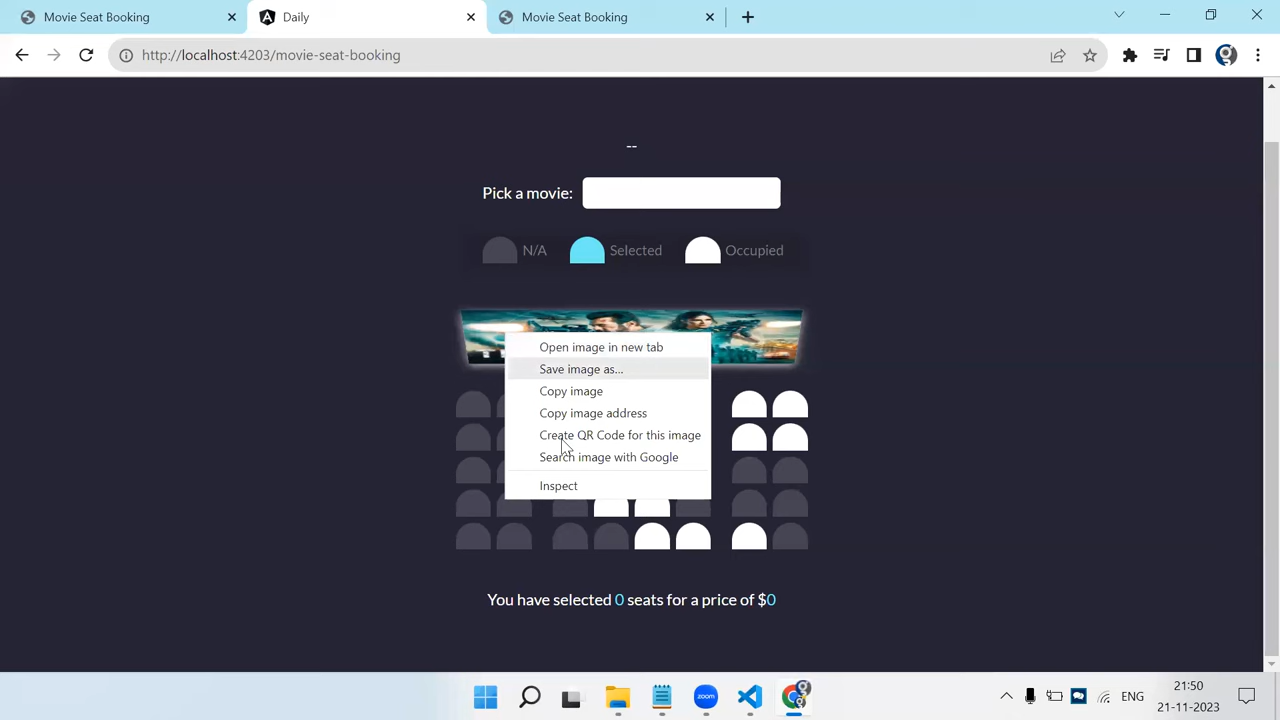 Movie Seat Booking
Daily
Movie Seat Booking
http://localhost:4203/movie-seat-booking
--
Pick a movie:
N/A
Selected
Occupied
Open image in new tab
Save image as...
Copy image
Copy image address
Create QR Code for this image
Search image with Google
Inspect
You have selected 0 seats for a price of $0
zoom
ENG
21:50
21-11-2023